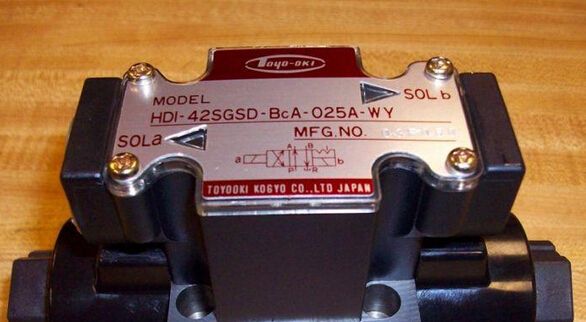 TOYO-OKI
MODEL
SOL b
HDI-42SGSD-BcA-025A-WY
SOLa
MFG.NO.
A B
a b
P R
TOYOOKI KOGYO CO., LTD JAPAN